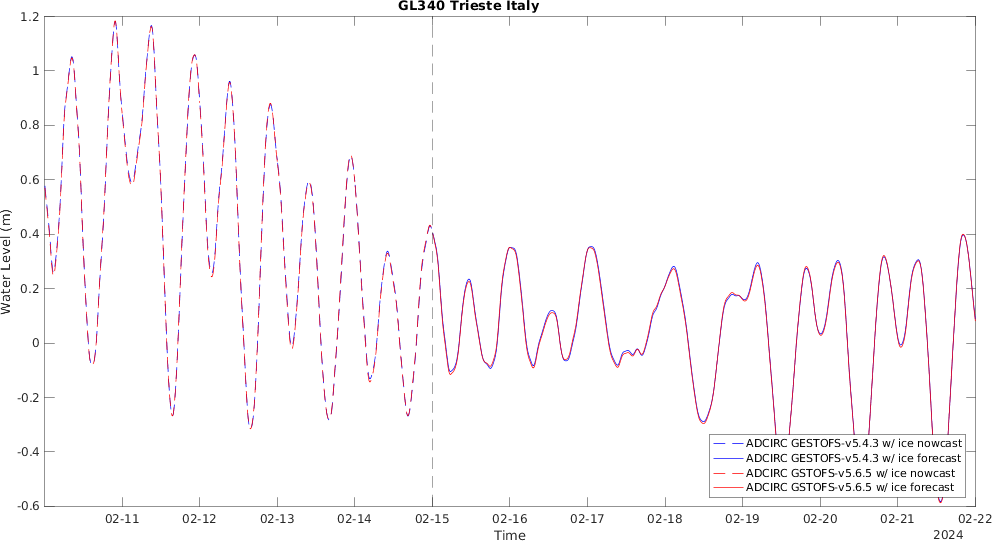 GL340 Trieste Italy
1.2
1
0.8
0.6
0.4
0.2
0
-0.2
-0.4
-0.6
Water Level (m)
ADCIRC GESTOFS-v5.4.3 w/ ice nowcast
ADCIRC GESTOFS-v5.4.3 w/ ice forecast
ADCIRC GSTOFS-v5.6.5 w/ ice nowcast
ADCIRC GSTOFS-v5.6.5 w/ ice forecast
02-11 02-12 02-13 02-14 02-15 02-16 02-17 02-18 02-19 02-20 02-21 02-22
Time
2024